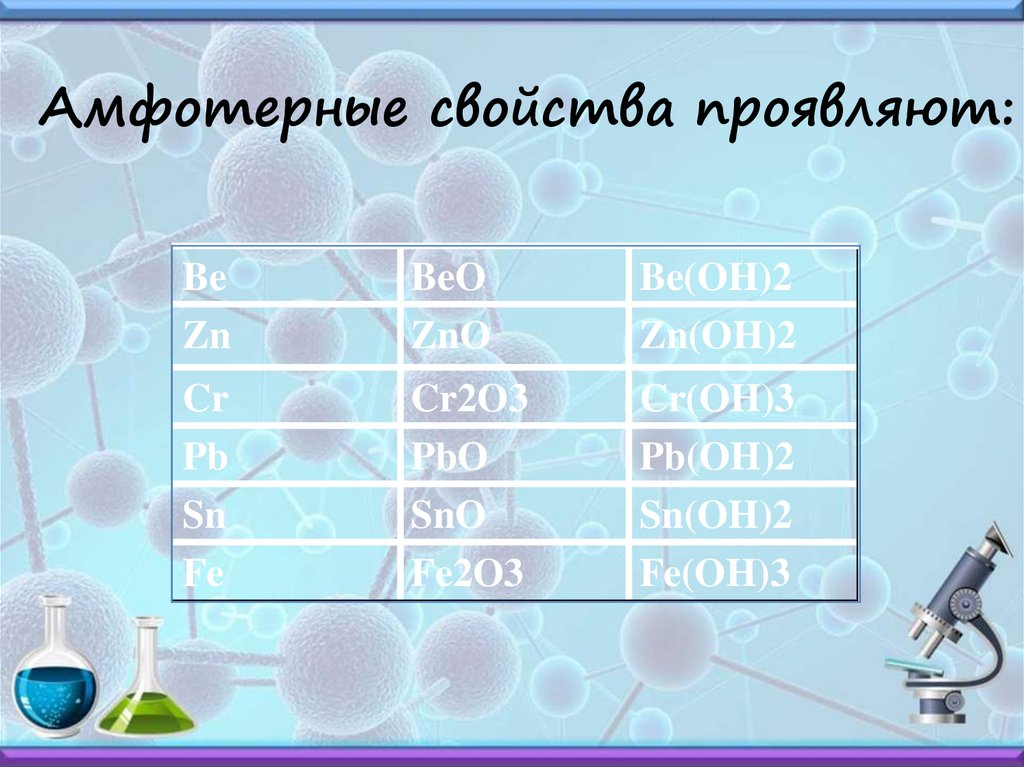 Амфотерные свойства проявляют:
Be BeO Be(OH)2
Zn ZnO Zn(OH)2
Cr Cr2O3 Cr(OH)3
Pb PbO Pb(OH)2
Sn SnO Sn(OH)2
Fe Fe2O3 Fe(OH)3